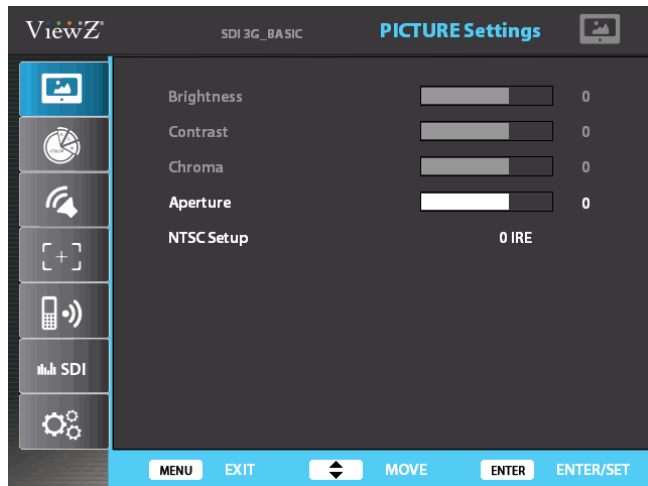 ViewZ SDI 3G_BASIC PICTURE Settings
Brightness 0
Contrast 0
Chroma 0
Aperture 0
NTSC Setup 0 IRE
COLOR
SDI
MENU EXIT MOVE ENTER ENTER/SET